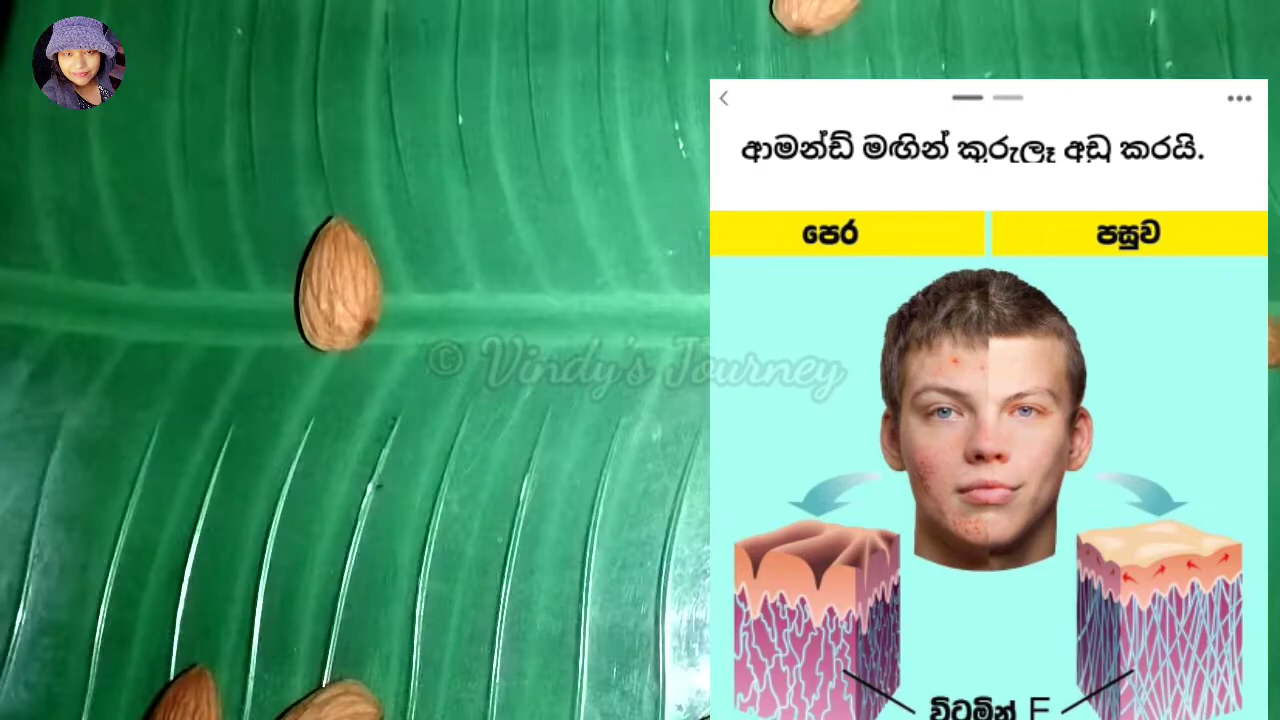 ආමන්ඩ් මඟින් කුරුලෑ අඩු කරයි.
පෙර
පසුව
© Vindy's Journey
විටමින් E